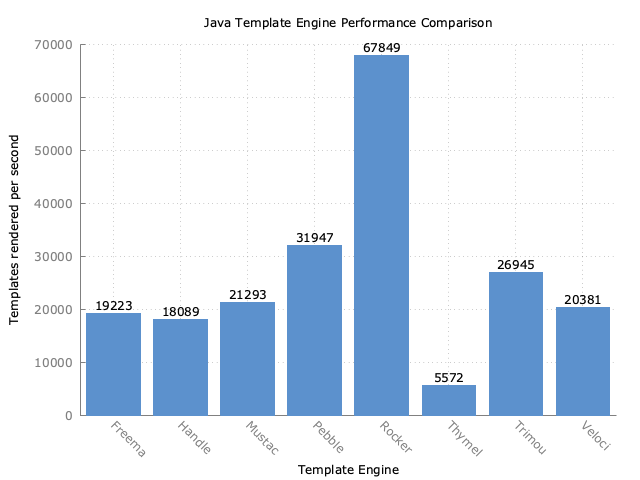 Java Template Engine Performance Comparison
Templates rendered per second
70000
60000
50000
40000
30000
20000
10000
0
19223
18089
21293
31947
67849
5572
26945
20381
Freema
Handle
Mustac
Pebble
Rocker
Thymel
Trimou
Veloci
Template Engine